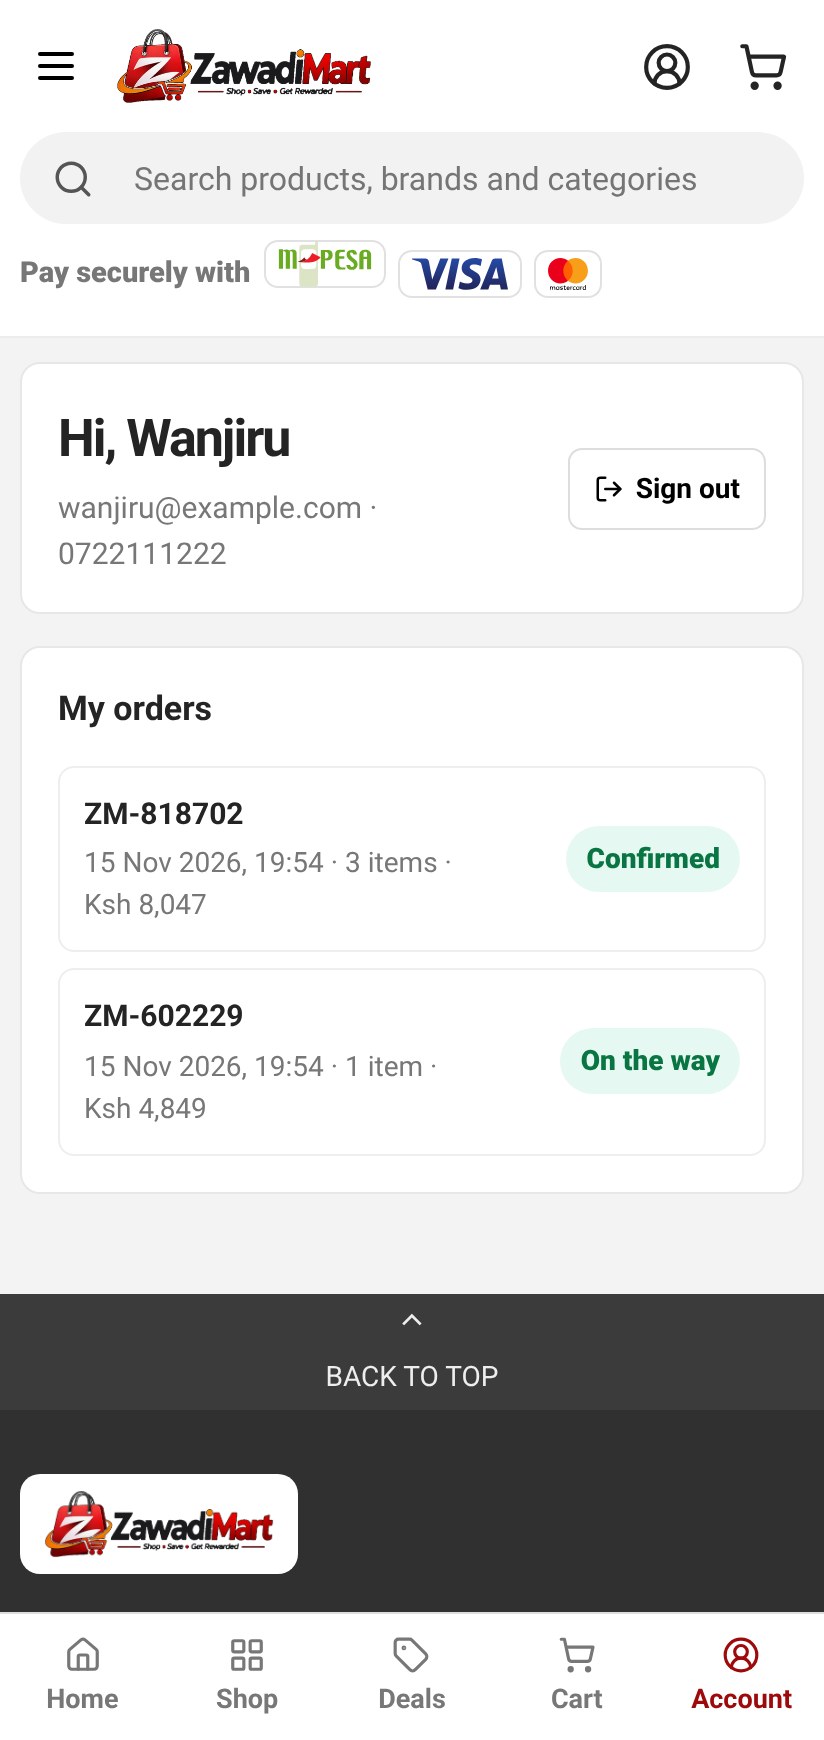 ZawadiMart
Shop • Save • Get Rewarded
Search products, brands and categories
Pay securely with
M-PESA
VISA
mastercard
Hi, Wanjiru
wanjiru@example.com ·
0722111222
Sign out
My orders
ZM-818702
15 Nov 2026, 19:54 · 3 items ·
Ksh 8,047
Confirmed
ZM-602229
15 Nov 2026, 19:54 · 1 item ·
Ksh 4,849
On the way
BACK TO TOP
ZawadiMart
Shop • Save • Get Rewarded
Home
Shop
Deals
Cart
Account